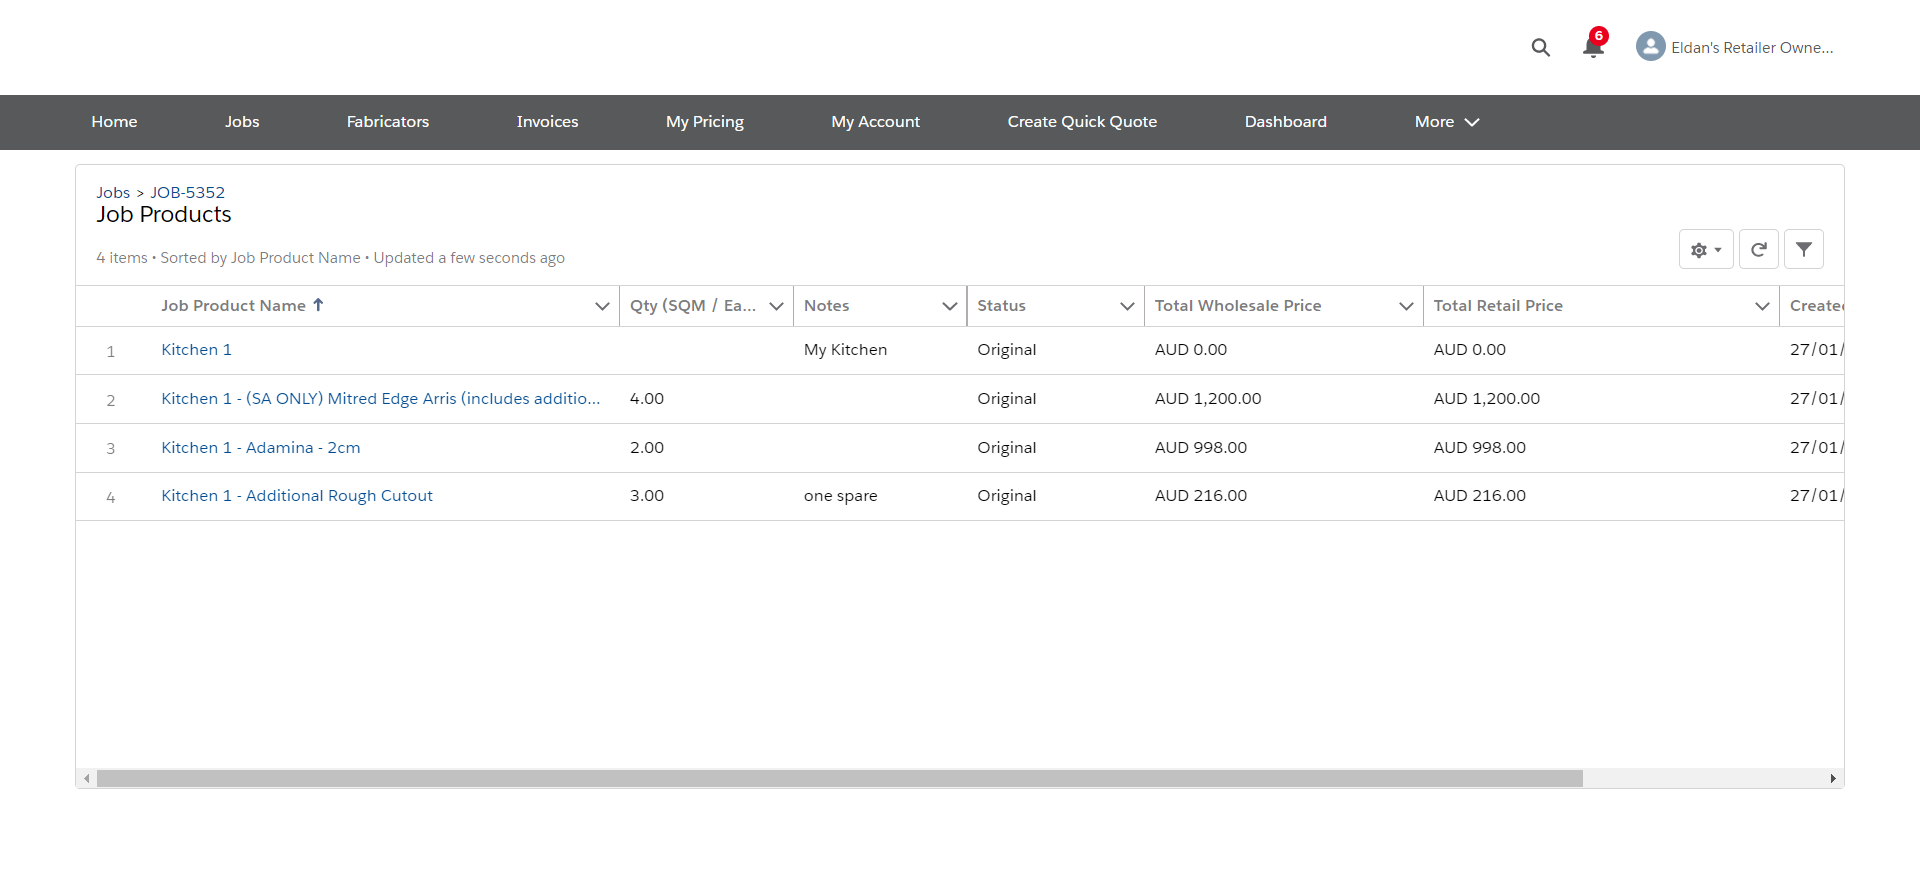 6
Eldan's Retailer Owne...
Home Jobs Fabricators Invoices My Pricing My Account Create Quick Quote Dashboard More
Jobs > JOB-5352
Job Products
4 items • Sorted by Job Product Name • Updated a few seconds ago
Job Product Name Qty (SQM / Ea... Notes Status Total Wholesale Price Total Retail Price Created
1 Kitchen 1 My Kitchen Original AUD 0.00 AUD 0.00 27/01/
2 Kitchen 1 - (SA ONLY) Mitred Edge Arris (includes additio... 4.00 Original AUD 1,200.00 AUD 1,200.00 27/01/
3 Kitchen 1 - Adamina - 2cm 2.00 Original AUD 998.00 AUD 998.00 27/01/
4 Kitchen 1 - Additional Rough Cutout 3.00 one spare Original AUD 216.00 AUD 216.00 27/01/